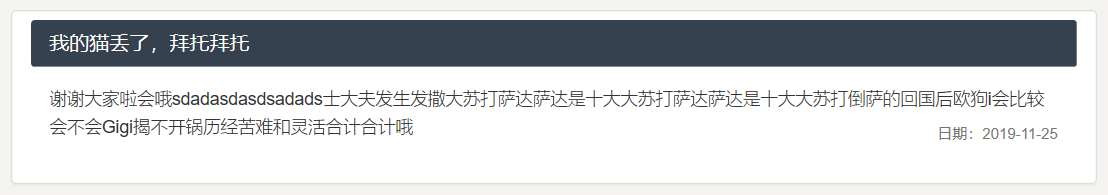 我的猫丢了，拜托拜托
谢谢大家啦会哦sdadasdasdsadads士大夫发生发撒大苏打萨达萨达是十大大苏打萨达萨达是十大大苏打倒萨的回国后欧狗i会比较
会不会Gigi揭不开锅历经苦难和灵活合计合计哦
日期：2019-11-25